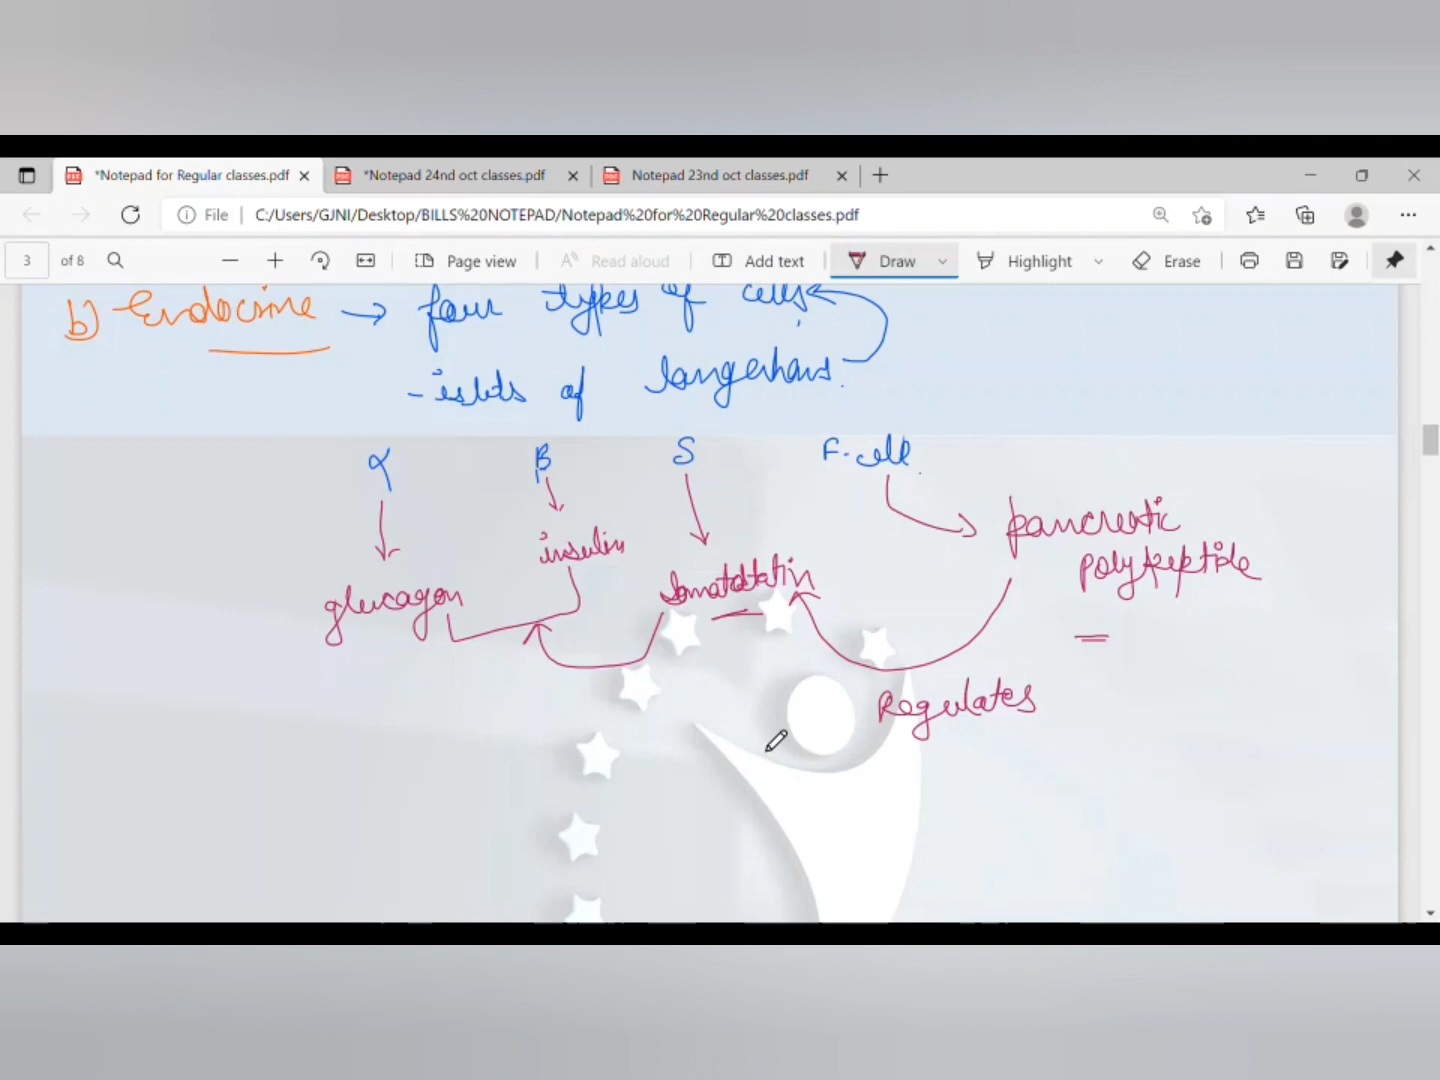 *Notepad for Regular classes.pdf
*Notepad 24nd oct classes.pdf
Notepad 23nd oct classes.pdf
File C:/Users/GJNI/Desktop/BILLS%20NOTEPAD/Notepad%20for%20Regular%20classes.pdf
3 of 8 Page view Read aloud Add text Draw Highlight Erase
b) Endocrine → four types of cells
- islets of langerhans.
α β S F-cell
pancreatic
insulin
polypeptide
Somatostatin
glucagon
Regulates